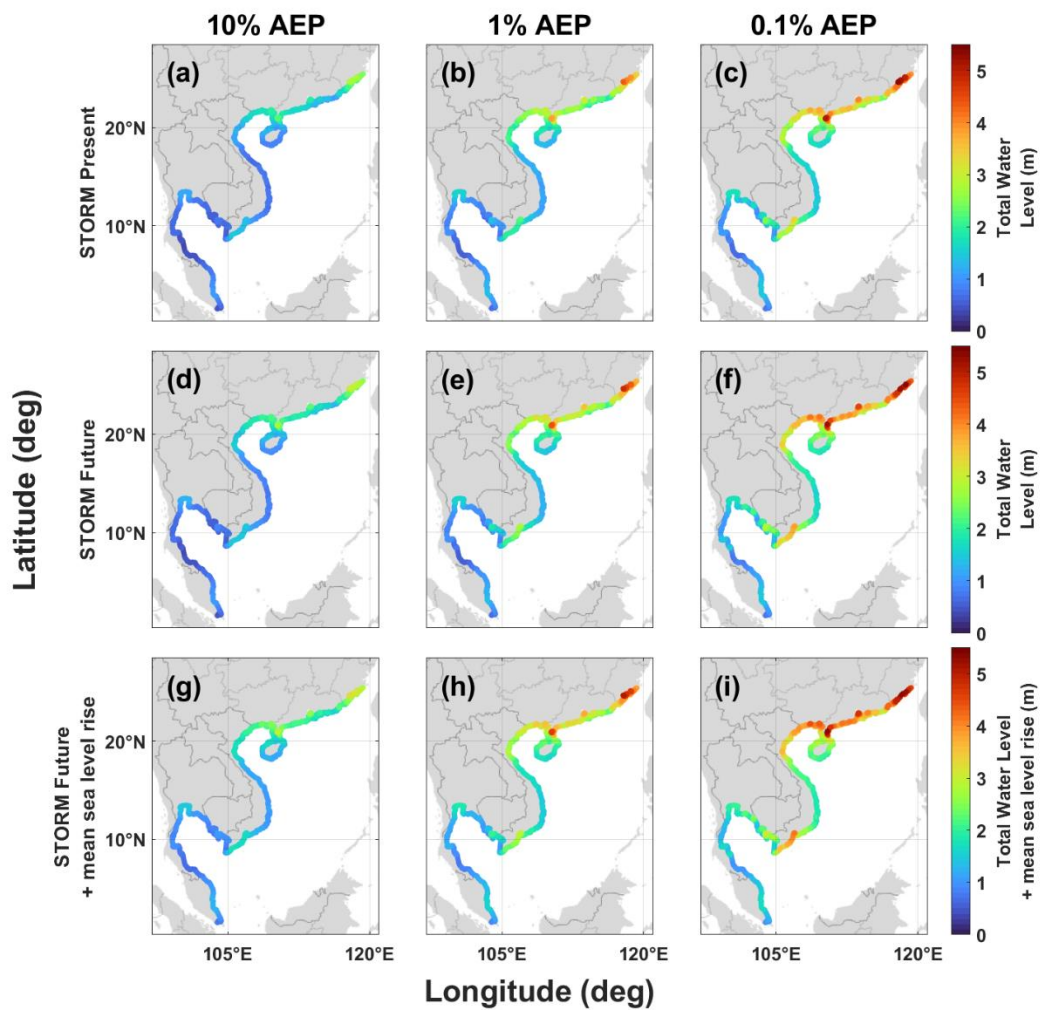 10% AEP
1% AEP
0.1% AEP
(a)
(b)
(c)
20°N
10°N
STORM Present
5
4
3
2
1
0
Total Water
Level (m)
(d)
(e)
(f)
20°N
10°N
STORM Future
5
4
3
2
1
0
Total Water
Level (m)
Latitude (deg)
(g)
(h)
(i)
20°N
10°N
STORM Future
+ mean sea level rise
5
4
3
2
1
0
Total Water Level
+ mean sea level rise (m)
105°E
120°E
105°E
120°E
105°E
120°E
Longitude (deg)